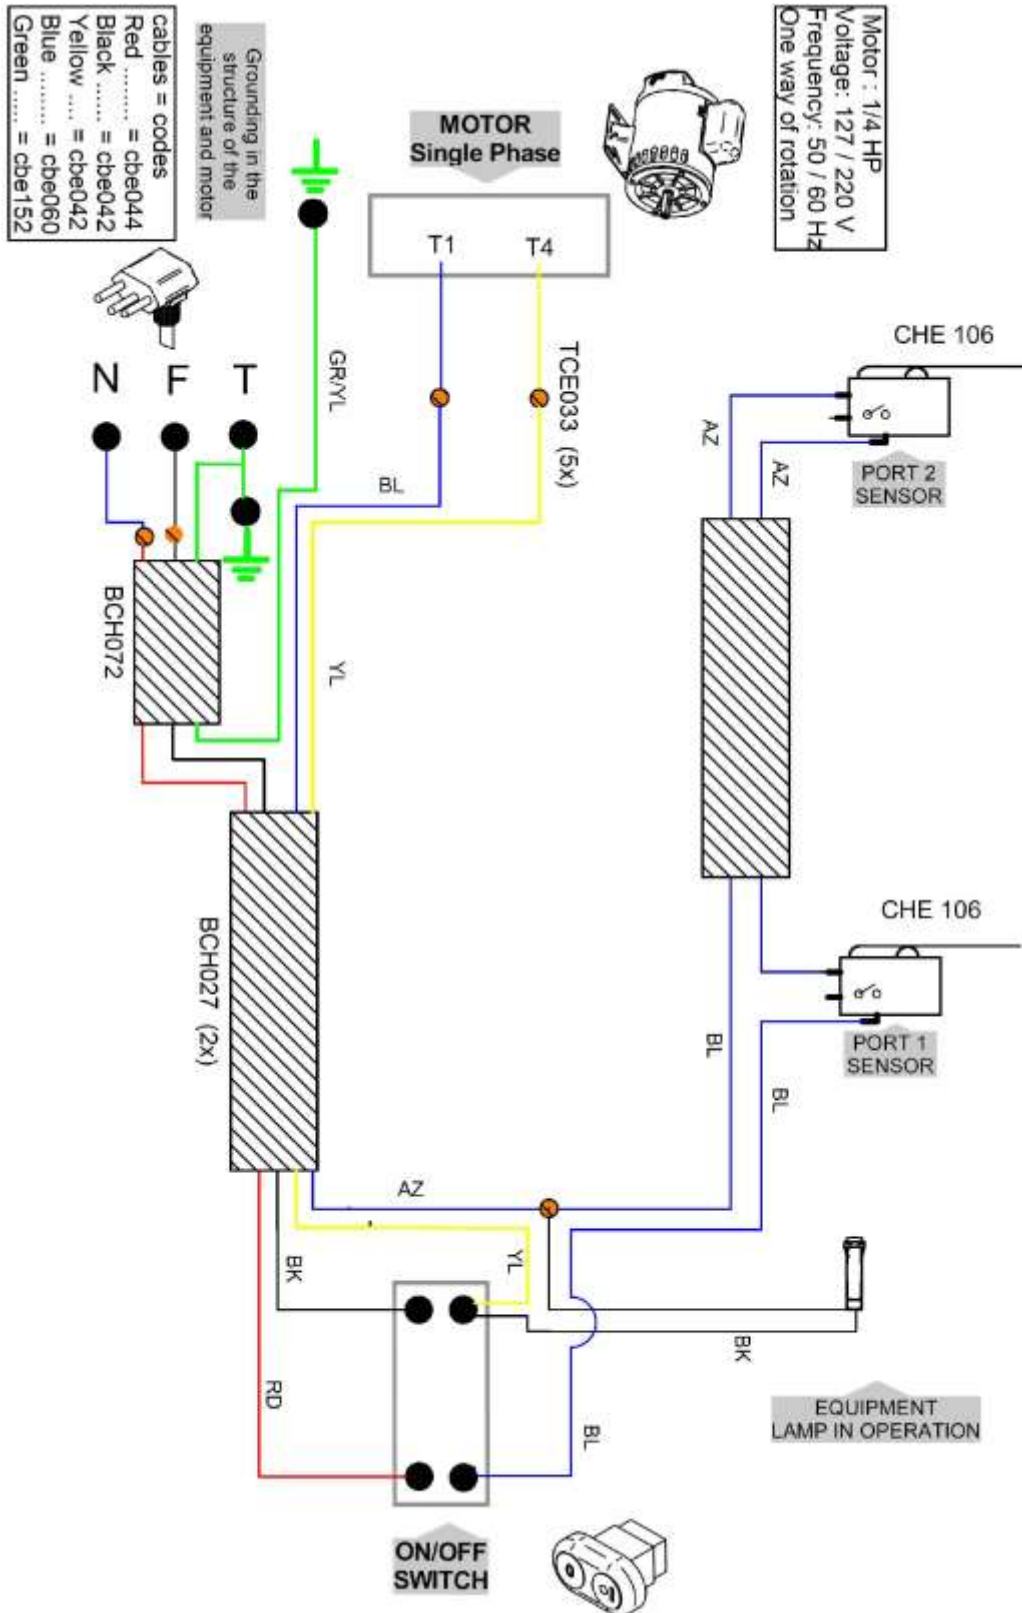 cables = codes
Red ........ = cbe044
Black ...... = cbe042
Yellow .... = cbe042
Blue ........ = cbe060
Green ..... = cbe152
Grounding in the
structure of the
equipment and motor
MOTOR
Single Phase
Motor : 1/4 HP
Voltage: 127 / 220 V
Frequency: 50 / 60 Hz
One way of rotation
T1
T4
N
F
T
GR/YL
TCE033 (5x)
BL
YL
BCH072
BCH027 (2x)
CHE 106
AZ
AZ
PORT 2
SENSOR
CHE 106
PORT 1
SENSOR
BL
BL
AZ
YL
BK
BK
RD
BL
EQUIPMENT
LAMP IN OPERATION
ON/OFF
SWITCH